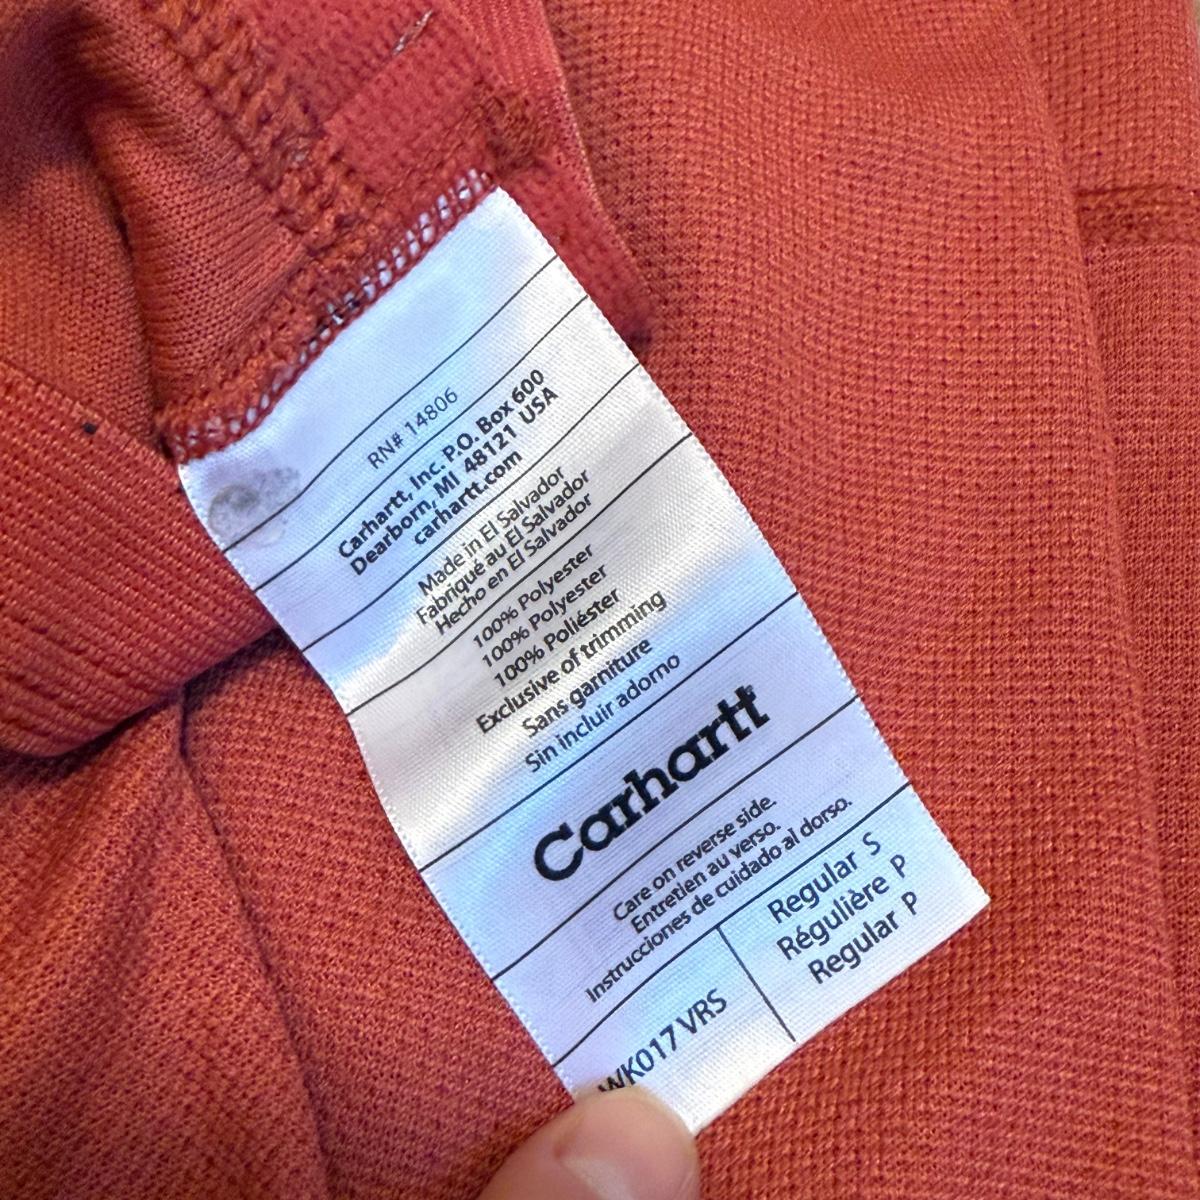 RN# 14806
Carhartt, Inc. P.O. Box 600
Dearborn, MI 48121 USA
carhartt.com
Made in El Salvador
Fabriqué au El Salvador
Hecho en El Salvador
100% Polyester
100% Polyester
100% Poliéster
Exclusive of trimming
Sans garniture
Sin incluir adorno
Carhartt
Care on reverse side.
Entretien au verso.
Instrucciones de cuidado al dorso.
WK017 VRS
Regular S
Régulière P
Regular P